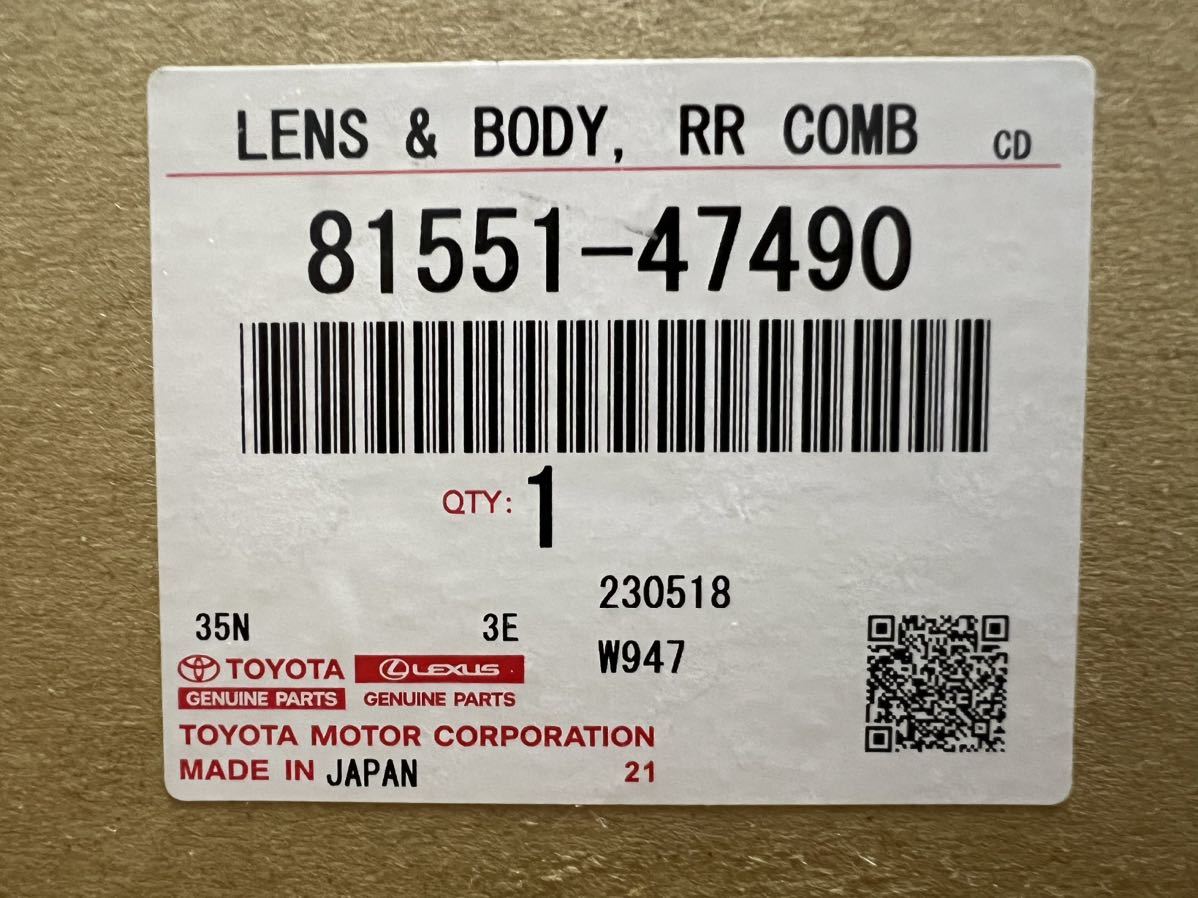 LENS & BODY, RR COMB CD
81551-47490
QTY: 1
230518
35N 3E
W947
TOYOTA LEXUS
GENUINE PARTS GENUINE PARTS
TOYOTA MOTOR CORPORATION
MADE IN JAPAN 21